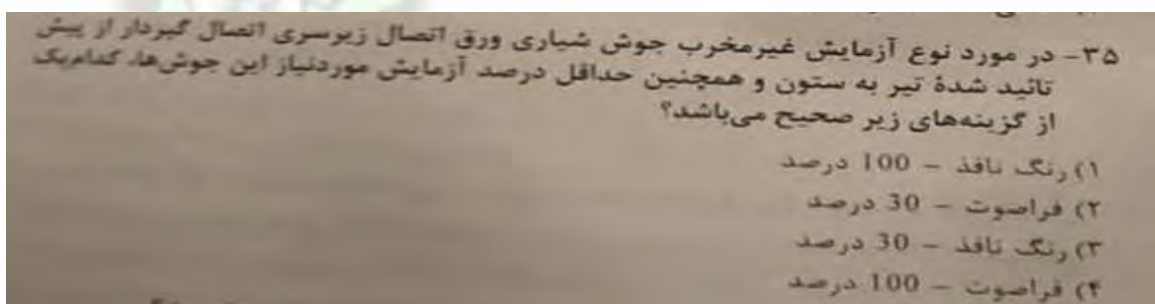 ۳۵- در مورد نوع آزمایش غیرمخرب جوش شیاری ورق اتصال زیرسری اتصال گیردار از پیش
تائید شدهٔ تیر به ستون و همچنین حداقل درصد آزمایش موردنیاز این جوش‌ها، کدام‌یک
از گزینه‌های زیر صحیح می‌باشد؟
۱) رنگ نافذ – 100 درصد
۲) فراصوت – 30 درصد
۳) رنگ نافذ – 30 درصد
۴) فراصوت – 100 درصد